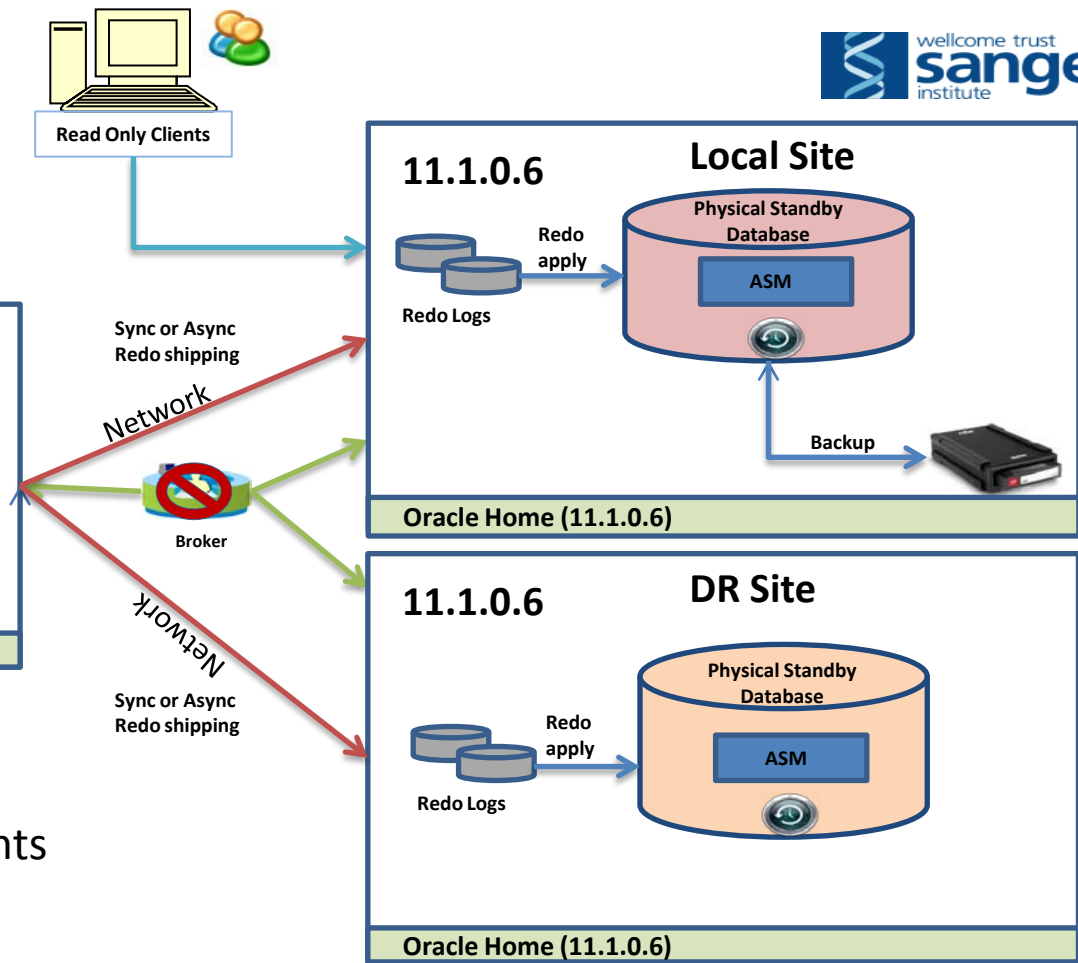 wellcome trust
sange
institute
Read Only Clients
11.1.0.6
Local Site
Physical Standby
Database
Redo
apply
ASM
Redo Logs
Sync or Async
Redo shipping
Network
Backup
Broker
Oracle Home (11.1.0.6)
11.1.0.6
DR Site
Network
Physical Standby
Database
Sync or Async
Redo shipping
Redo
apply
ASM
Redo Logs
nts
Oracle Home (11.1.0.6)